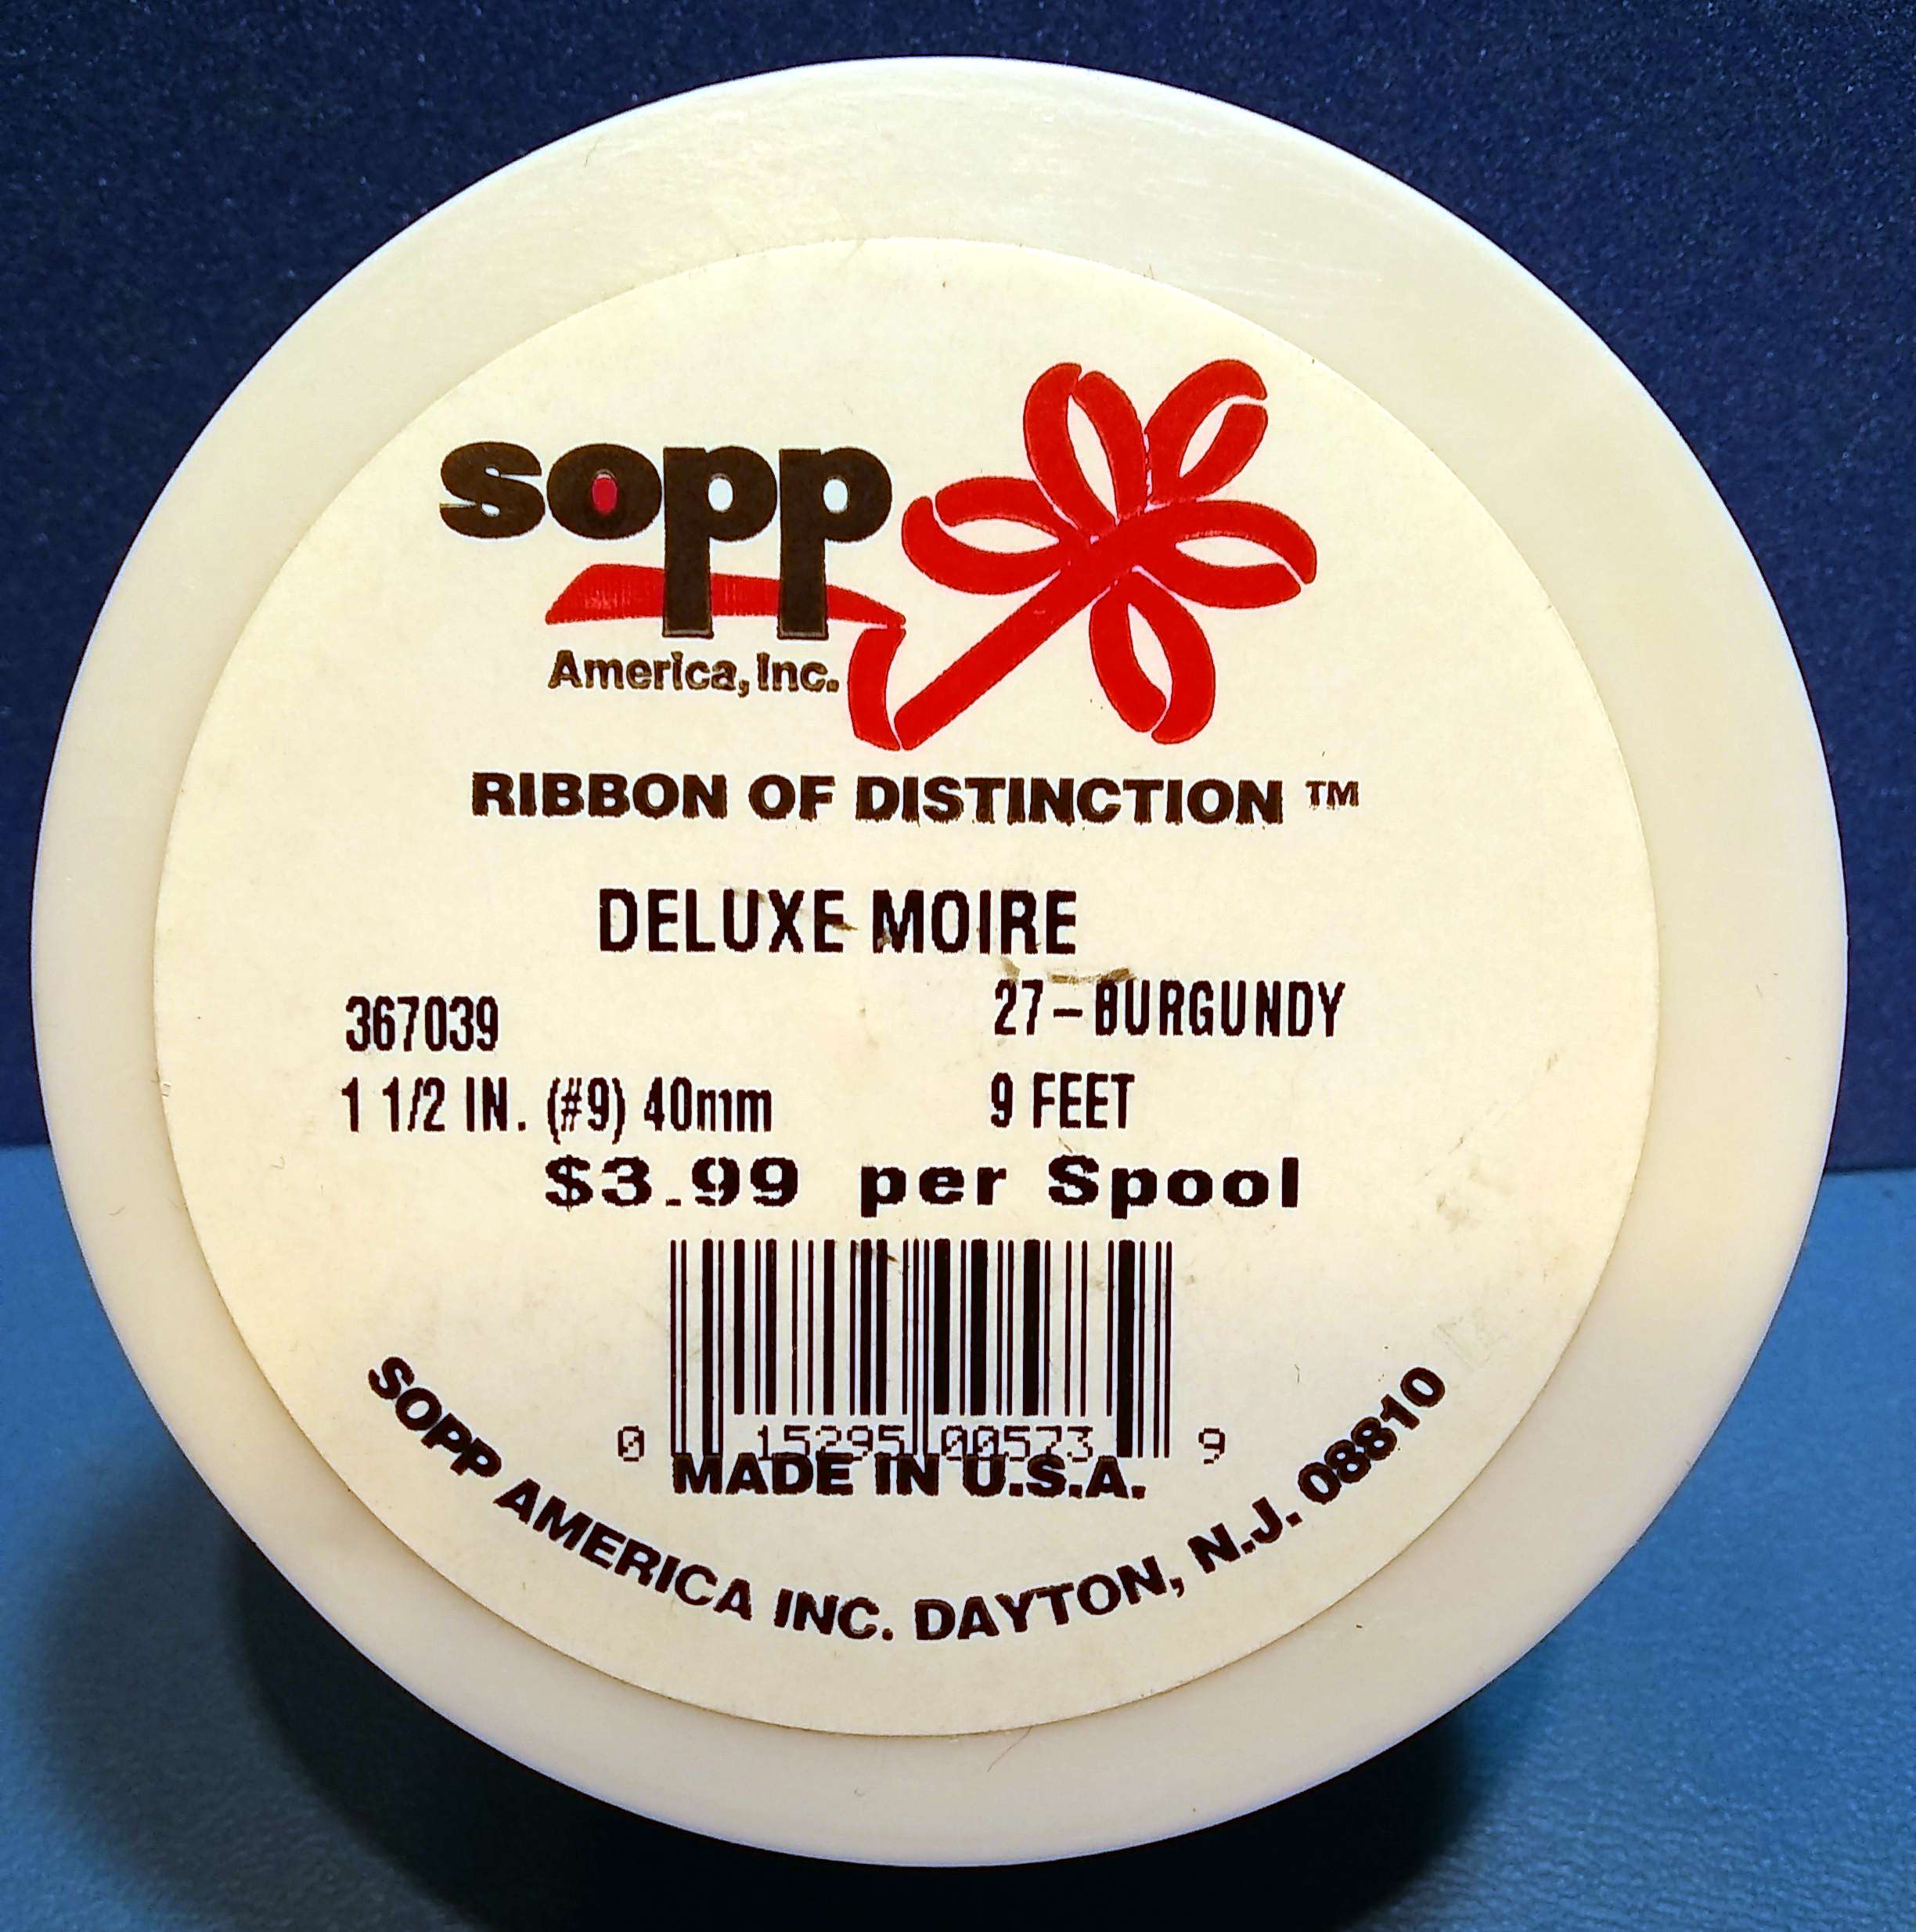 sopp
America, Inc.
RIBBON OF DISTINCTION ™
DELUXE MOIRE
367039 27-BURGUNDY
1 1/2 IN. (#9) 40mm 9 FEET
$3.99 per Spool
0 15295 00573 9
MADE IN U.S.A.
SOPP AMERICA INC. DAYTON, N.J. 08810